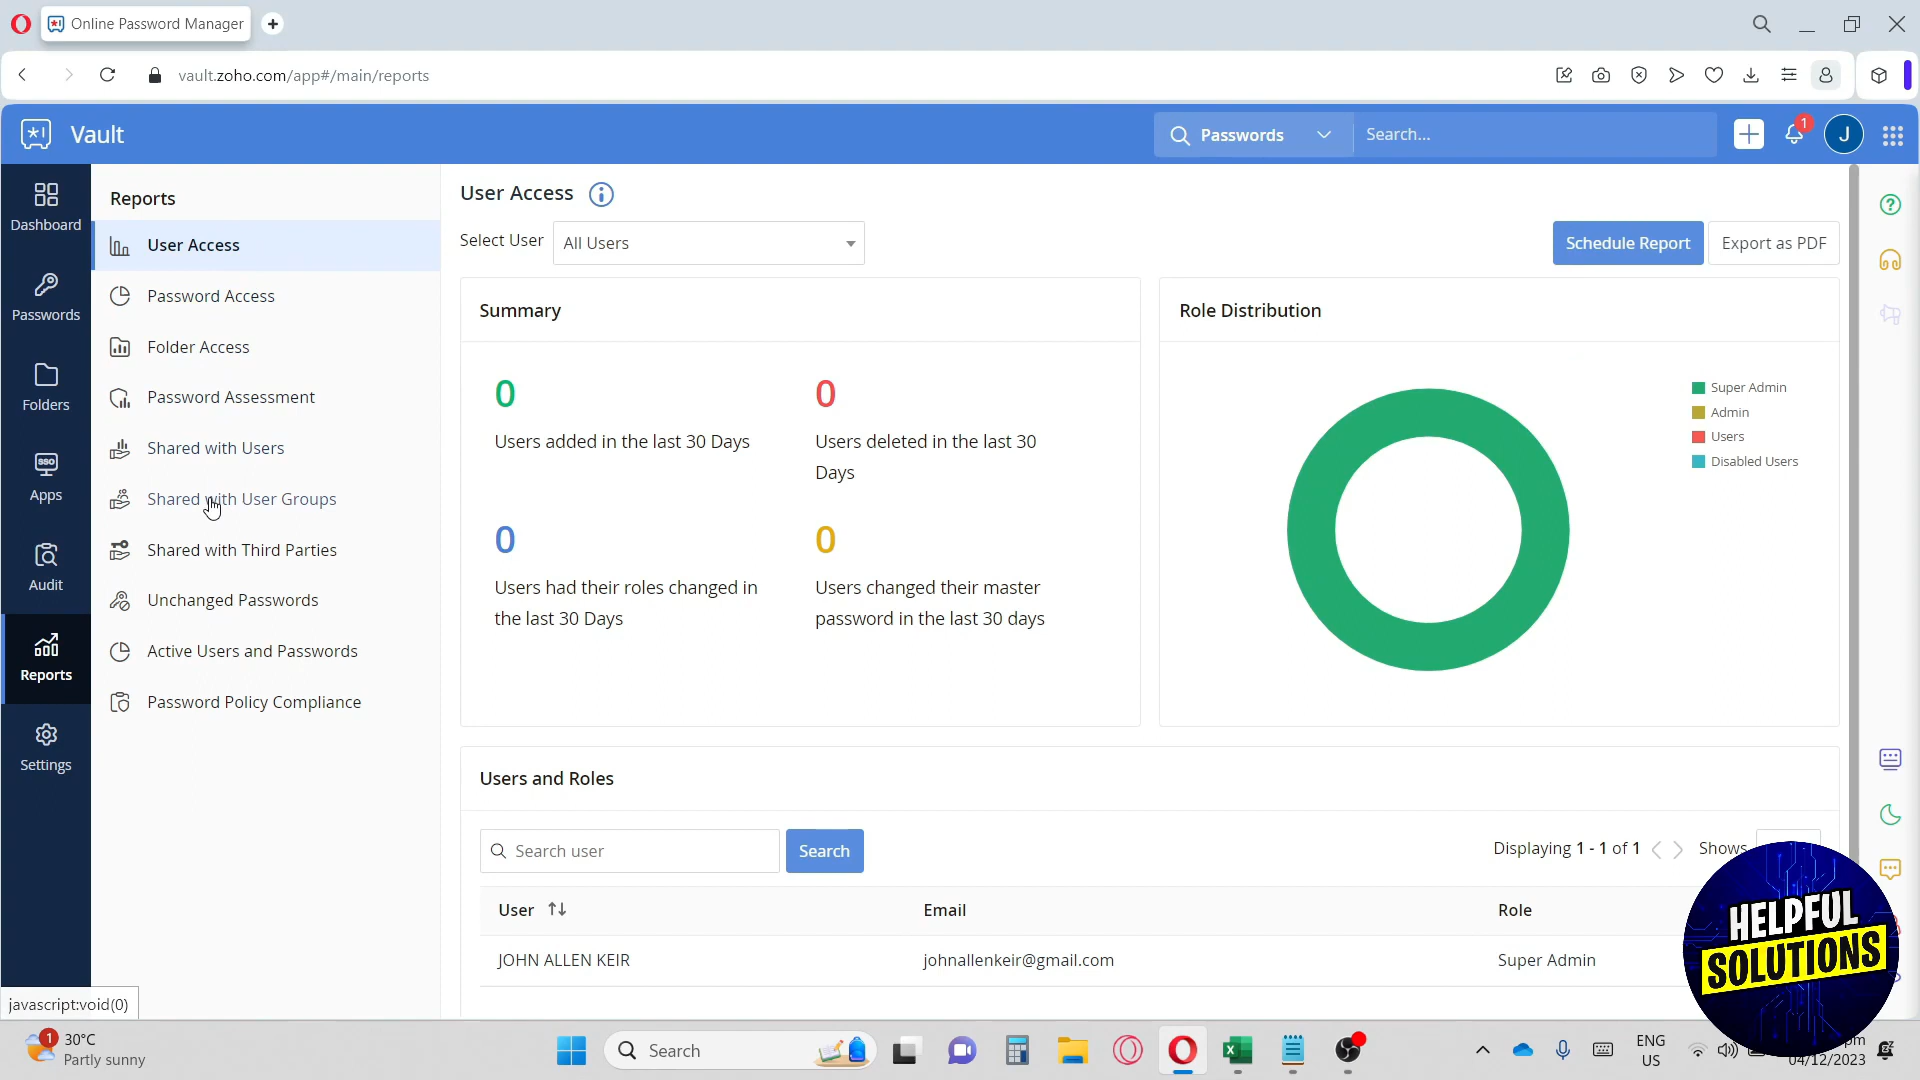 Online Password Manager
vault.zoho.com/app#/main/reports
Vault
Passwords
Search...
1
J
Dashboard
Passwords
Folders
SSO
Apps
Audit
Reports
Settings
Reports
User Access
Password Access
Folder Access
Password Assessment
Shared with Users
Shared with User Groups
Shared with Third Parties
Unchanged Passwords
Active Users and Passwords
Password Policy Compliance
User Access
Select User
All Users
Schedule Report
Export as PDF
Summary
0
Users added in the last 30 Days
0
Users deleted in the last 30
Days
0
Users had their roles changed in
the last 30 Days
0
Users changed their master
password in the last 30 days
Role Distribution
Super Admin
Admin
Users
Disabled Users
Users and Roles
Search user
Search
Displaying 1 - 1 of 1
Shows
User
Email
Role
JOHN ALLEN KEIR
johnallenkeir@gmail.com
Super Admin
HELPFUL
SOLUTIONS
javascript:void(0)
1
30°C
Partly sunny
Search
ENG
US
pm
04/12/2023